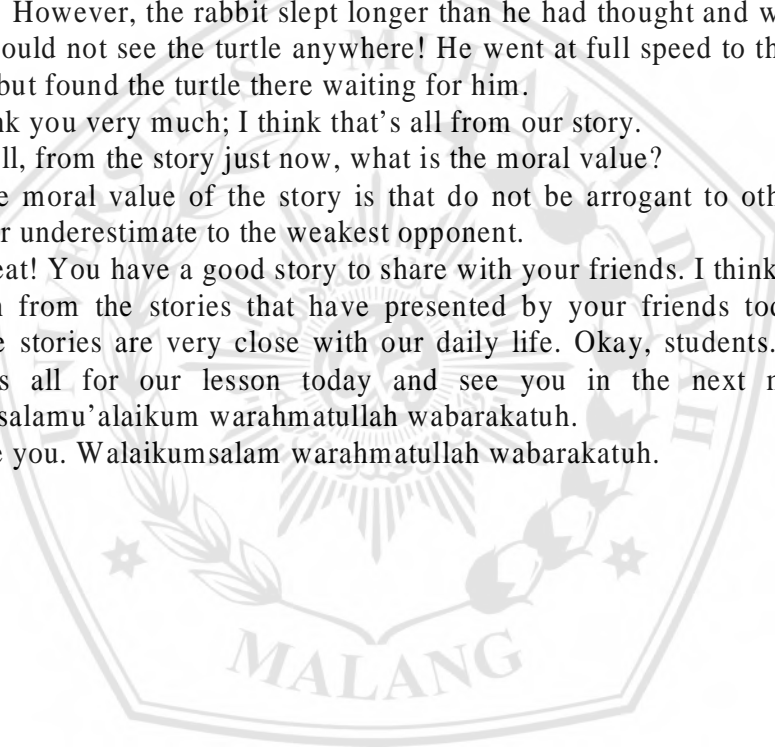 However, the rabbit slept longer than he had thought and w
ould not see the turtle anywhere! He went at full speed to th
but found the turtle there waiting for him.
nk you very much; I think that's all from our story.
ll, from the story just now, what is the moral value?
e moral value of the story is that do not be arrogant to oth
r underestimate to the weakest opponent.
eat! You have a good story to share with your friends. I think
n from the stories that have presented by your friends tod
e stories are very close with our daily life. Okay, students.
s all for our lesson today and see you in the next m
salamu'alaikum warahmatullah wabarakatuh.
e you. Walaikumsalam warahmatullah wabarakatuh.
MUHAMMADIYAH
MALANG